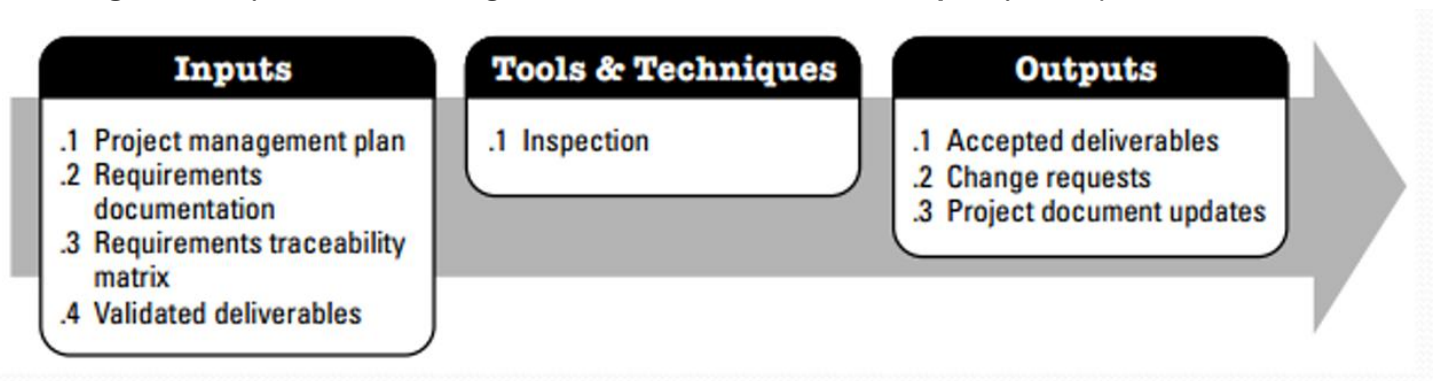 Inputs
.1 Project management plan
.2 Requirements
documentation
.3 Requirements traceability
matrix
.4 Validated deliverables
Tools & Techniques
.1 Inspection
Outputs
.1 Accepted deliverables
.2 Change requests
.3 Project document updates